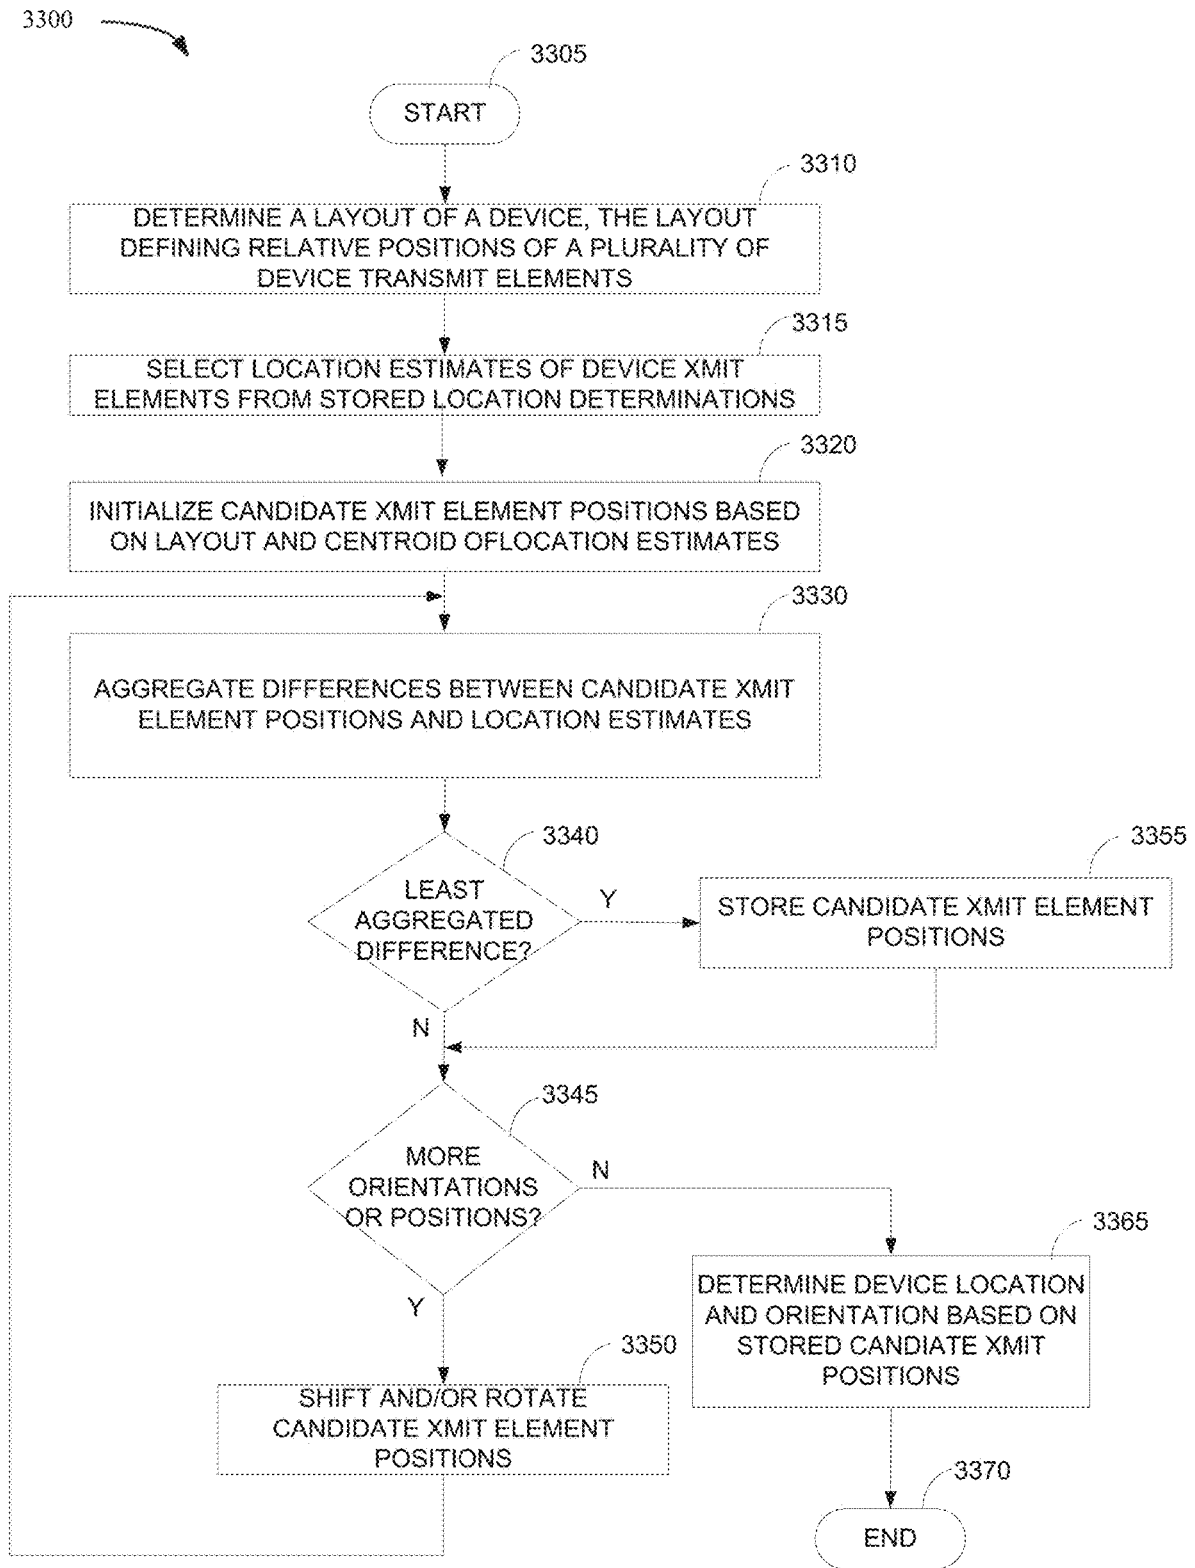 3300
3305
START
3310
DETERMINE A LAYOUT OF A DEVICE, THE LAYOUT
DEFINING RELATIVE POSITIONS OF A PLURALITY OF
DEVICE TRANSMIT ELEMENTS
3315
SELECT LOCATION ESTIMATES OF DEVICE XMIT
ELEMENTS FROM STORED LOCATION DETERMINATIONS
3320
INITIALIZE CANDIDATE XMIT ELEMENT POSITIONS BASED
ON LAYOUT AND CENTROID OFLOCATION ESTIMATES
3330
AGGREGATE DIFFERENCES BETWEEN CANDIDATE XMIT
ELEMENT POSITIONS AND LOCATION ESTIMATES
3340
LEAST
AGGREGATED
DIFFERENCE?
Y
3355
STORE CANDIDATE XMIT ELEMENT
POSITIONS
N
3345
MORE
ORIENTATIONS
OR POSITIONS?
N
3365
DETERMINE DEVICE LOCATION
AND ORIENTATION BASED ON
STORED CANDIATE XMIT
POSITIONS
Y
3350
SHIFT AND/OR ROTATE
CANDIDATE XMIT ELEMENT
POSITIONS
3370
END